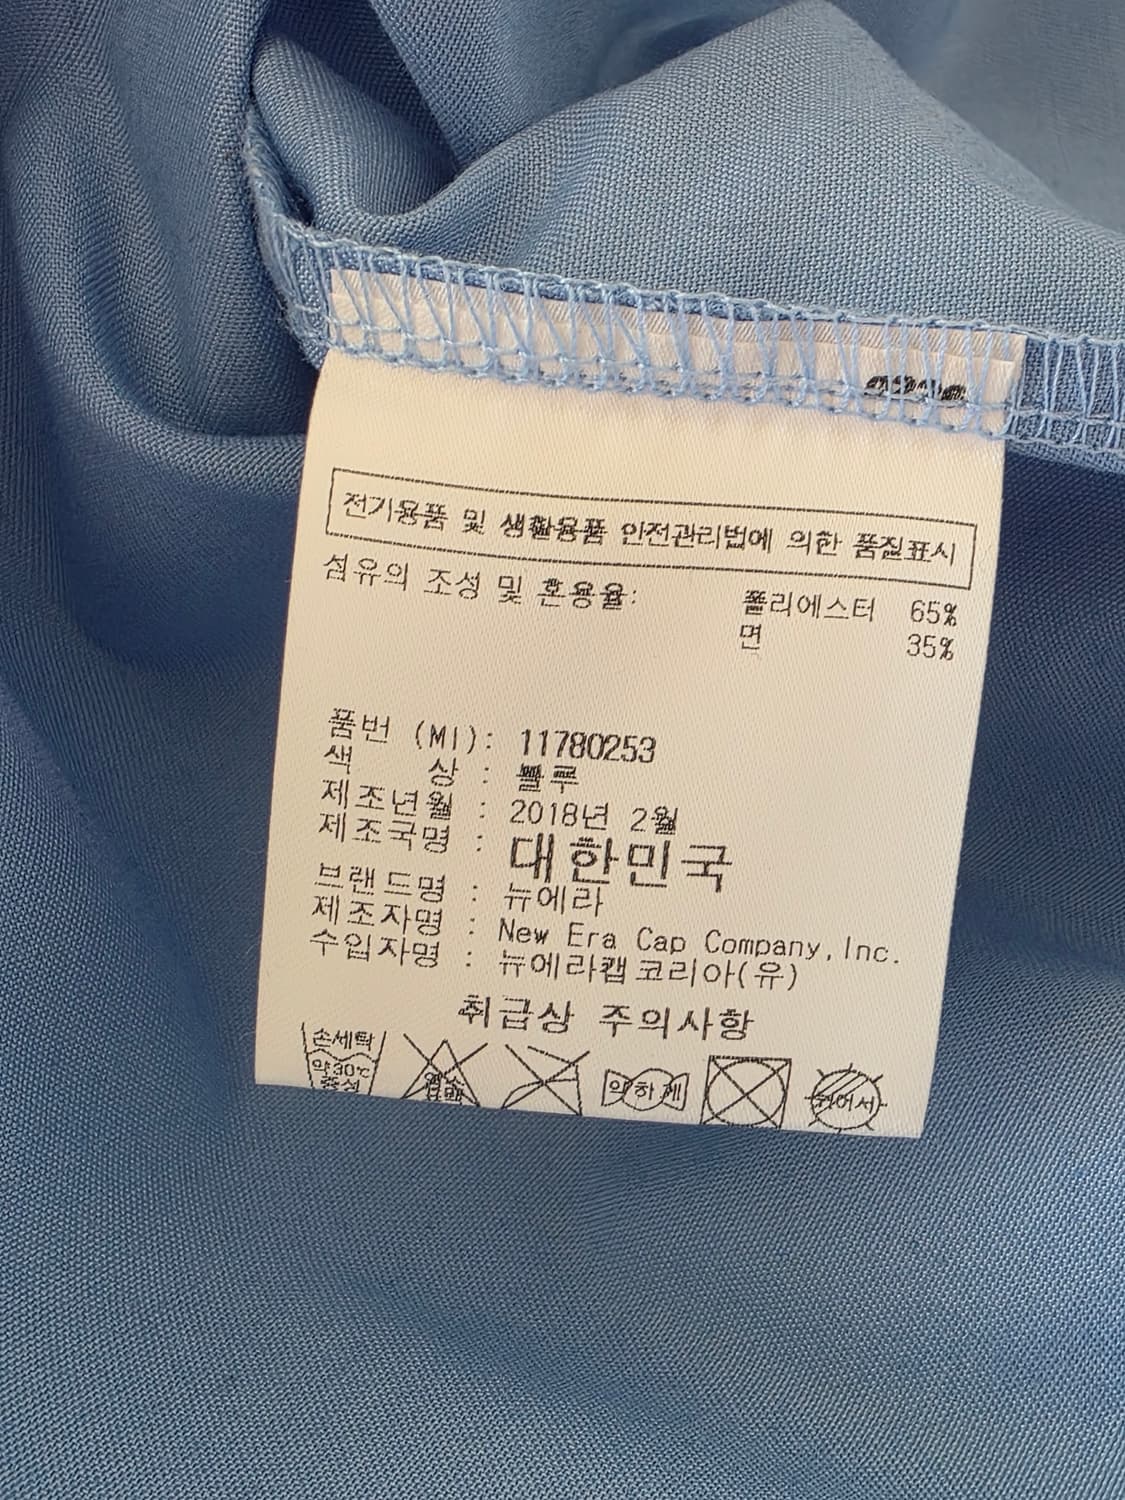 전기용품 및 생활용품 안전관리법에 의한 품질표시
섬유의 조성 및 혼용율: 폴리에스터 65%
면 35%
품번 (MI): 11780253
색 상 : 블루
제조년월 : 2018년 2월
제조국명 : 대한민국
브랜드명 : 뉴에라
제조자명 : New Era Cap Company,Inc.
수입자명 : 뉴에라캡코리아(유)
취급상 주의사항
손세탁
약30℃
중성
약하게
뉘어서